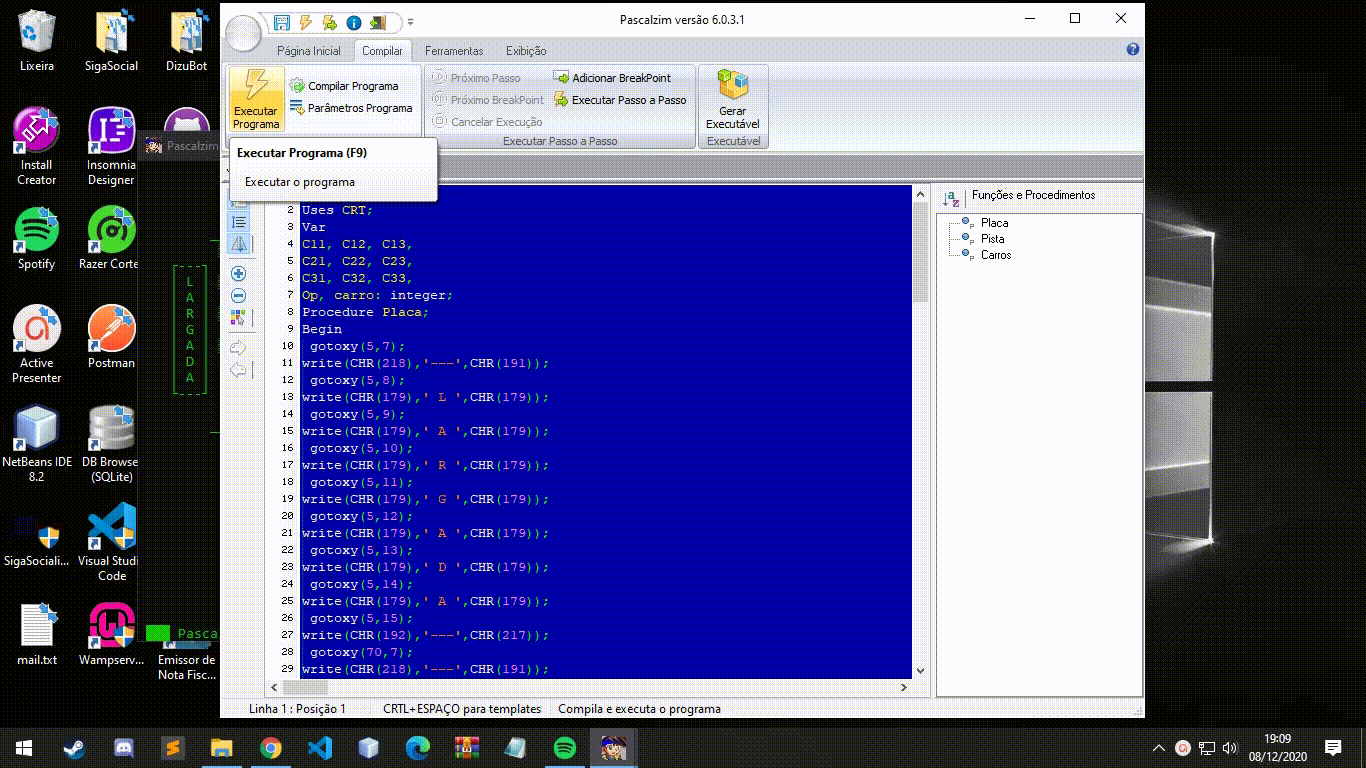 Pascalzim versão 6.0.3.1
Página Inicial
Compilar
Ferramentas
Exibição
Executar Programa
Compilar Programa
Parâmetros Programa
Próximo Passo
Próximo BreakPoint
Cancelar Execução
Adicionar BreakPoint
Executar Passo a Passo
Executar Passo a Passo
Gerar Executável
Executável
Executar Programa (F9)
Executar o programa
2 Uses CRT;
3 Var
4 C11, C12, C13,
5 C21, C22, C23,
6 C31, C32, C33,
7 Op, carro: integer;
8 Procedure Placa;
9 Begin
10 gotoxy(5,7);
11 write(CHR(218),'---',CHR(191));
12 gotoxy(5,8);
13 write(CHR(179),' L ',CHR(179));
14 gotoxy(5,9);
15 write(CHR(179),' A ',CHR(179));
16 gotoxy(5,10);
17 write(CHR(179),' R ',CHR(179));
18 gotoxy(5,11);
19 write(CHR(179),' G ',CHR(179));
20 gotoxy(5,12);
21 write(CHR(179),' A ',CHR(179));
22 gotoxy(5,13);
23 write(CHR(179),' D ',CHR(179));
24 gotoxy(5,14);
25 write(CHR(179),' A ',CHR(179));
26 gotoxy(5,15);
27 write(CHR(192),'---',CHR(217));
28 gotoxy(70,7);
29 write(CHR(218),'---',CHR(191));
Funções e Procedimentos
Placa
Pista
Carros
Linha 1 : Posição 1
CRTL+ESPAÇO para templates
Compila e executa o programa
Lixeira
SigaSocial
DizuBot
Install Creator
Insomnia Designer
Pascalzim
Spotify
Razer Corte
L
A
R
G
A
D
A
Active Presenter
Postman
NetBeans IDE 8.2
DB Browse (SQLite)
SigaSociali...
Visual Studi Code
mail.txt
Wampserv...
Emissor de Nota Fisc...
Pasca
19:09
08/12/2020